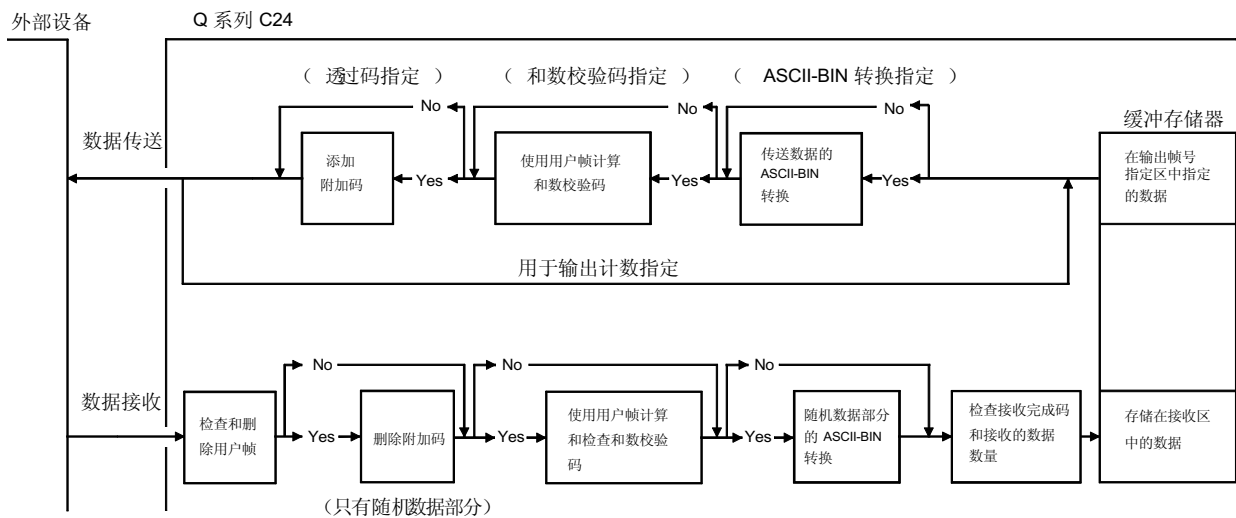 外部设备
Q 系列 C24
（ 透过码指定 ）
（ 和数校验码指定 ）
（ ASCII-BIN 转换指定 ）
No
No
No
缓冲存储器
数据传送
添加
附加码
Yes
使用用户帧计算
和数校验码
Yes
传送数据的
ASCII-BIN
转换
Yes
在输出帧号
指定区中指定
的数据
用于输出计数指定
No
No
No
数据接收
检查和删
除用户帧
Yes
删除附加码
Yes
使用用户帧计算
和检查和数校验
码
Yes
随机数据部分
的 ASCII-BIN
转换
检查接收完成码
和接收的数据
数量
存储在接收区
中的数据
（只有随机数据部分）